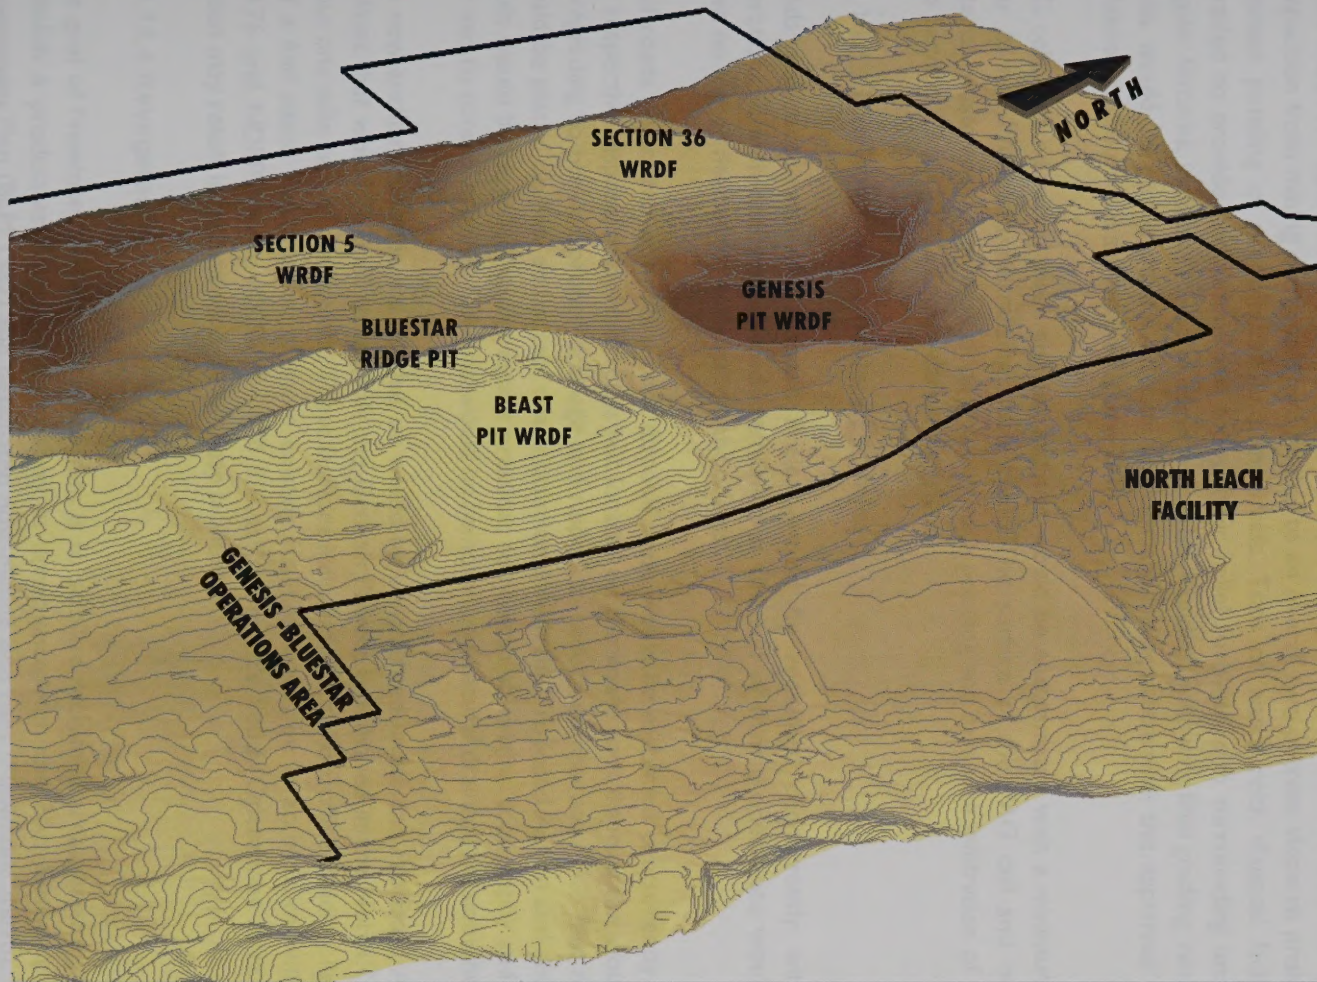 NORTH
SECTION 36
WRDF
SECTION 5
WRDF
GENESIS
PIT WRDF
BLUESTAR
RIDGE PIT
BEAST
PIT WRDF
NORTH LEACH
FACILITY
GENESIS-BLUESTAR
OPERATIONS AREA